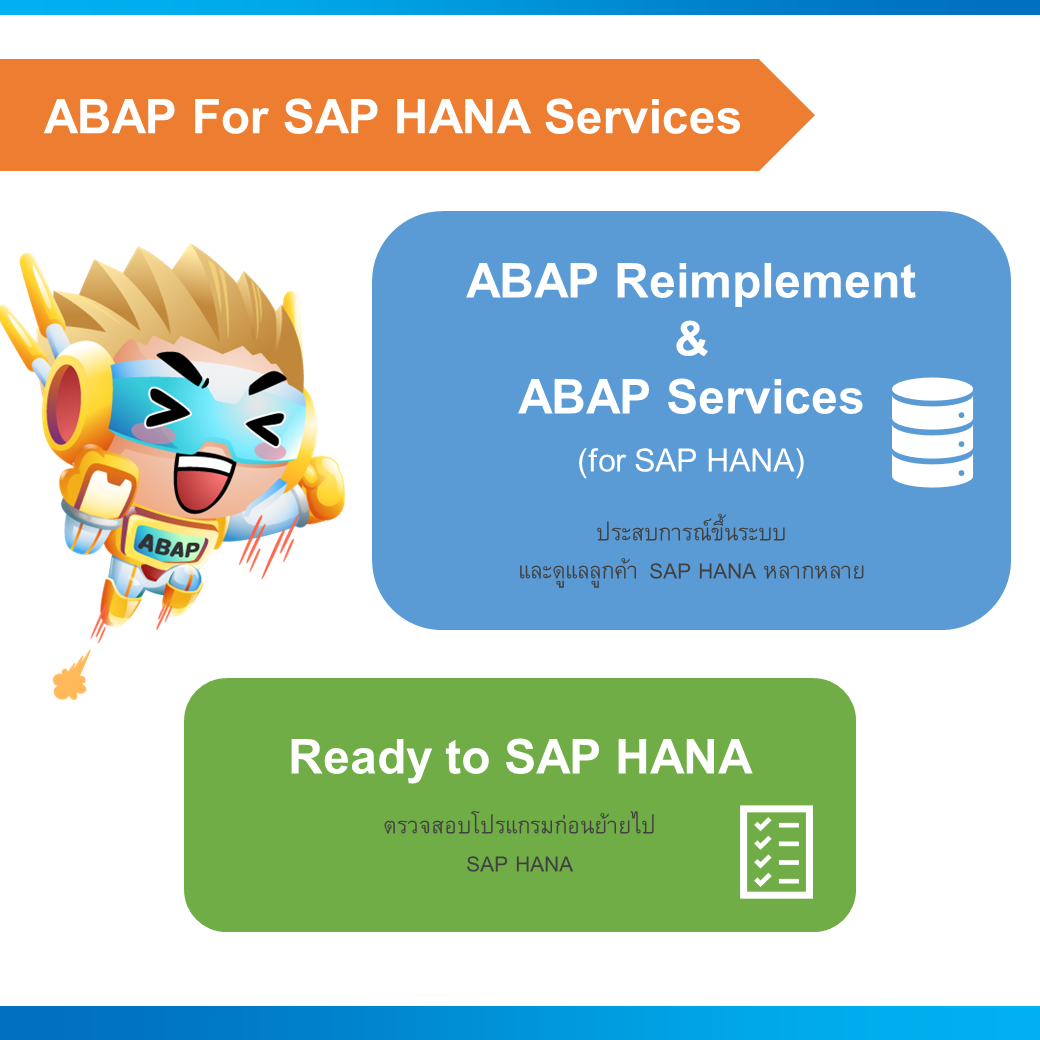 ABAP For SAP HANA Services
ABAP Reimplement
&
ABAP Services
(for SAP HANA)
ประสบการณ์ขึ้นระบบ
และดูแลลูกค้า SAP HANA หลากหลาย
ABAP
Ready to SAP HANA
ตรวจสอบโปรแกรมก่อนย้ายไป
SAP HANA